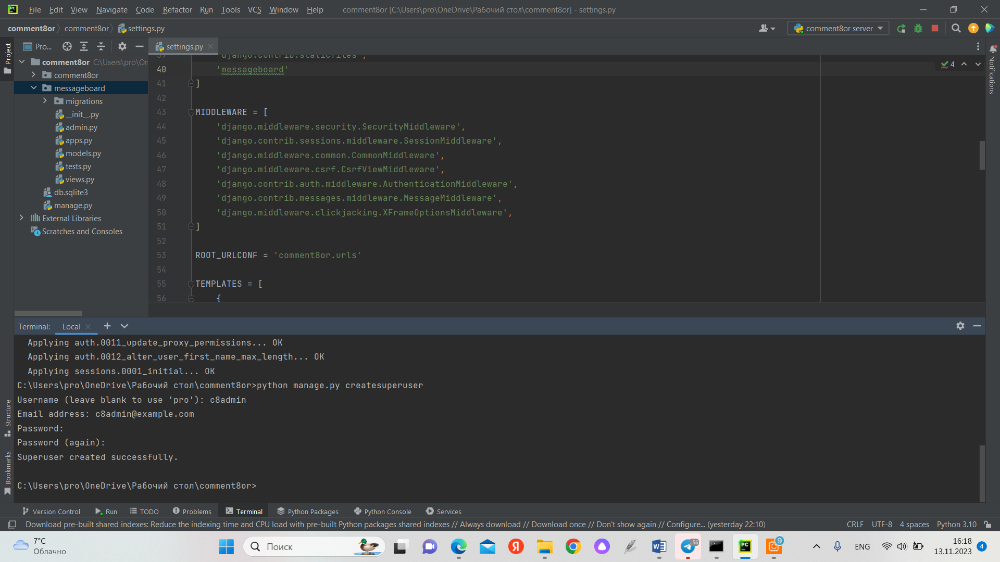 PC File Edit View Navigate Code Refactor Run Tools VCS Window Help comment8or [C:\Users\pro\OneDrive\Рабочий стол\comment8or] - settings.py
comment8or comment8or settings.py comment8or server
Project
Pro...
settings.py
comment8or C:\Users\pro\On
comment8or
messageboard
migrations
__init__.py
admin.py
apps.py
models.py
tests.py
views.py
db.sqlite3
manage.py
External Libraries
Scratches and Consoles
39 'django.contrib.staticfiles',
40 'messageboard'
41 ]
42
43 MIDDLEWARE = [
44 'django.middleware.security.SecurityMiddleware',
45 'django.contrib.sessions.middleware.SessionMiddleware',
46 'django.middleware.common.CommonMiddleware',
47 'django.middleware.csrf.CsrfViewMiddleware',
48 'django.contrib.auth.middleware.AuthenticationMiddleware',
49 'django.contrib.messages.middleware.MessageMiddleware',
50 'django.middleware.clickjacking.XFrameOptionsMiddleware',
51 ]
52
53 ROOT_URLCONF = 'comment8or.urls'
54
55 TEMPLATES = [
56 {
4
Notifications
Terminal: Local
Applying auth.0011_update_proxy_permissions... OK
Applying auth.0012_alter_user_first_name_max_length... OK
Applying sessions.0001_initial... OK
C:\Users\pro\OneDrive\Рабочий стол\comment8or>python manage.py createsuperuser
Username (leave blank to use 'pro'): c8admin
Email address: c8admin@example.com
Password:
Password (again):
Superuser created successfully.
C:\Users\pro\OneDrive\Рабочий стол\comment8or>
Structure
Bookmarks
Version Control Run TODO Problems Terminal Python Packages Python Console Services
Download pre-built shared indexes: Reduce the indexing time and CPU load with pre-built Python packages shared indexes // Always download // Download once // Don't show again // Configure... (yesterday 22:10) CRLF UTF-8 4 spaces Python 3.10
7°C
Облачно
Поиск
Я
W
56
PC
9
ENG
16:18
13.11.2023
4